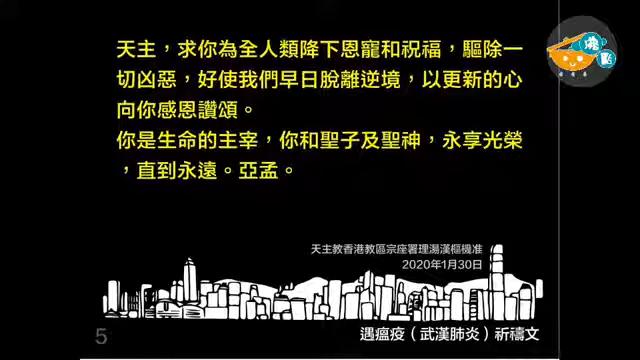 天主，求你為全人類降下恩寵和祝福，驅除一
切凶惡，好使我們早日脫離逆境，以更新的心
向你感恩讚頌。
你是生命的主宰，你和聖子及聖神，永享光榮
，直到永遠。亞孟。
天主教香港教區宗座署理湯漢樞機准
2020年1月30日
5
遇瘟疫（武漢肺炎）祈禱文